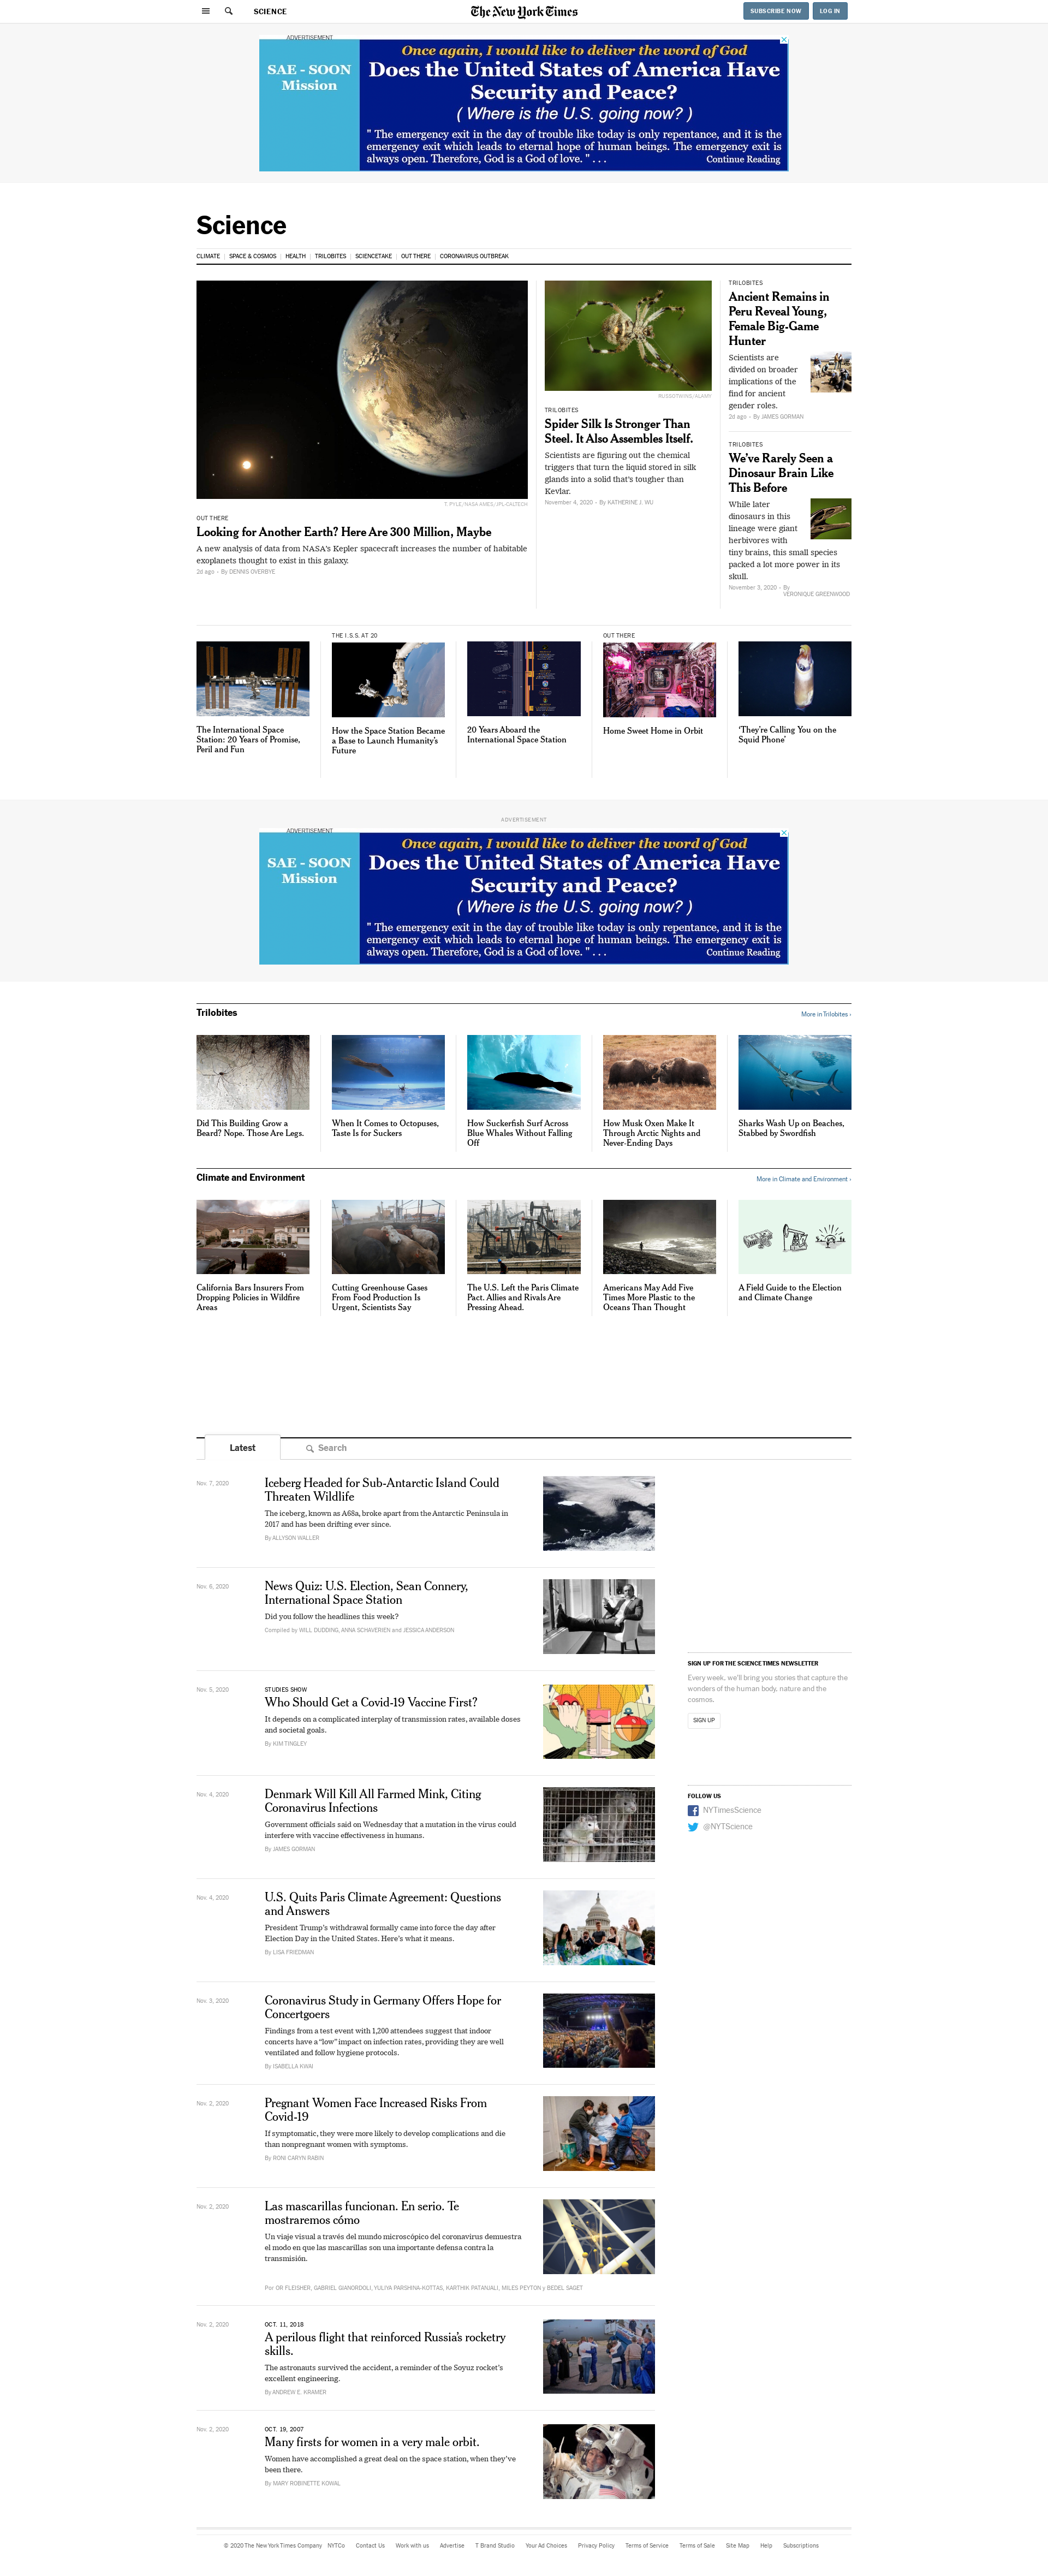 SCIENCE
The New York Times
SUBSCRIBE NOW
LOG IN
ADVERTISEMENT
SAE - SOON
Mission
Once again, I would like to deliver the word of God
Does the United States of America Have
Security and Peace?
( Where is the U.S. going now? )
" The emergency exit in the day of trouble like today is only repentance, and it is the
emergency exit which leads to eternal hope of human beings. The emergency exit is
always open. Therefore, God is a God of love. " . . .
Continue Reading
Science
CLIMATE
SPACE & COSMOS
HEALTH
TRILOBITES
SCIENCETAKE
OUT THERE
CORONAVIRUS OUTBREAK
T. PYLE/NASA AMES/JPL-CALTECH
OUT THERE
Looking for Another Earth? Here Are 300 Million, Maybe
A new analysis of data from NASA's Kepler spacecraft increases the number of habitable
exoplanets thought to exist in this galaxy.
2d ago · By DENNIS OVERBYE
RUSSOTWINS/ALAMY
TRILOBITES
Spider Silk Is Stronger Than
Steel. It Also Assembles Itself.
Scientists are figuring out the chemical
triggers that turn the liquid stored in silk
glands into a solid that's tougher than
Kevlar.
November 4, 2020 · By KATHERINE J. WU
TRILOBITES
Ancient Remains in
Peru Reveal Young,
Female Big-Game
Hunter
Scientists are
divided on broader
implications of the
find for ancient
gender roles.
2d ago · By JAMES GORMAN
TRILOBITES
We've Rarely Seen a
Dinosaur Brain Like
This Before
While later
dinosaurs in this
lineage were giant
herbivores with
tiny brains, this small species
packed a lot more power in its
skull.
November 3, 2020 · By
VERONIQUE GREENWOOD
The International Space
Station: 20 Years of Promise,
Peril and Fun
THE I.S.S. AT 20
How the Space Station Became
a Base to Launch Humanity's
Future
20 Years Aboard the
International Space Station
OUT THERE
Home Sweet Home in Orbit
'They're Calling You on the
Squid Phone'
ADVERTISEMENT
ADVERTISEMENT
SAE - SOON
Mission
Once again, I would like to deliver the word of God
Does the United States of America Have
Security and Peace?
( Where is the U.S. going now? )
" The emergency exit in the day of trouble like today is only repentance, and it is the
emergency exit which leads to eternal hope of human beings. The emergency exit is
always open. Therefore, God is a God of love. " . . .
Continue Reading
Trilobites
More in Trilobites ›
Did This Building Grow a
Beard? Nope. Those Are Legs.
When It Comes to Octopuses,
Taste Is for Suckers
How Suckerfish Surf Across
Blue Whales Without Falling
Off
How Musk Oxen Make It
Through Arctic Nights and
Never-Ending Days
Sharks Wash Up on Beaches,
Stabbed by Swordfish
Climate and Environment
More in Climate and Environment ›
California Bars Insurers From
Dropping Policies in Wildfire
Areas
Cutting Greenhouse Gases
From Food Production Is
Urgent, Scientists Say
The U.S. Left the Paris Climate
Pact. Allies and Rivals Are
Pressing Ahead.
Americans May Add Five
Times More Plastic to the
Oceans Than Thought
A Field Guide to the Election
and Climate Change
Latest
Search
Nov. 7, 2020
Iceberg Headed for Sub-Antarctic Island Could
Threaten Wildlife
The iceberg, known as A68a, broke apart from the Antarctic Peninsula in
2017 and has been drifting ever since.
By ALLYSON WALLER
Nov. 6, 2020
News Quiz: U.S. Election, Sean Connery,
International Space Station
Did you follow the headlines this week?
Compiled by WILL DUDDING, ANNA SCHAVERIEN and JESSICA ANDERSON
SIGN UP FOR THE SCIENCE TIMES NEWSLETTER
Every week, we'll bring you stories that capture the
wonders of the human body, nature and the
cosmos.
SIGN UP
Nov. 5, 2020
STUDIES SHOW
Who Should Get a Covid-19 Vaccine First?
It depends on a complicated interplay of transmission rates, available doses
and societal goals.
By KIM TINGLEY
FOLLOW US
NYTimesScience
@NYTScience
Nov. 4, 2020
Denmark Will Kill All Farmed Mink, Citing
Coronavirus Infections
Government officials said on Wednesday that a mutation in the virus could
interfere with vaccine effectiveness in humans.
By JAMES GORMAN
Nov. 4, 2020
U.S. Quits Paris Climate Agreement: Questions
and Answers
President Trump's withdrawal formally came into force the day after
Election Day in the United States. Here's what it means.
By LISA FRIEDMAN
Nov. 3, 2020
Coronavirus Study in Germany Offers Hope for
Concertgoers
Findings from a test event with 1,200 attendees suggest that indoor
concerts have a "low" impact on infection rates, providing they are well
ventilated and follow hygiene protocols.
By ISABELLA KWAI
Nov. 2, 2020
Pregnant Women Face Increased Risks From
Covid-19
If symptomatic, they were more likely to develop complications and die
than nonpregnant women with symptoms.
By RONI CARYN RABIN
Nov. 2, 2020
Las mascarillas funcionan. En serio. Te
mostraremos cómo
Un viaje visual a través del mundo microscópico del coronavirus demuestra
el modo en que las mascarillas son una importante defensa contra la
transmisión.
Por OR FLEISHER, GABRIEL GIANORDOLI, YULIYA PARSHINA-KOTTAS, KARTHIK PATANJALI, MILES PEYTON y BEDEL SAGET
Nov. 2, 2020
OCT. 11, 2018
A perilous flight that reinforced Russia's rocketry
skills.
The astronauts survived the accident, a reminder of the Soyuz rocket's
excellent engineering.
By ANDREW E. KRAMER
Nov. 2, 2020
OCT. 19, 2007
Many firsts for women in a very male orbit.
Women have accomplished a great deal on the space station, when they've
been there.
By MARY ROBINETTE KOWAL
© 2020 The New York Times Company
NYTCo
Contact Us
Work with us
Advertise
T Brand Studio
Your Ad Choices
Privacy Policy
Terms of Service
Terms of Sale
Site Map
Help
Subscriptions